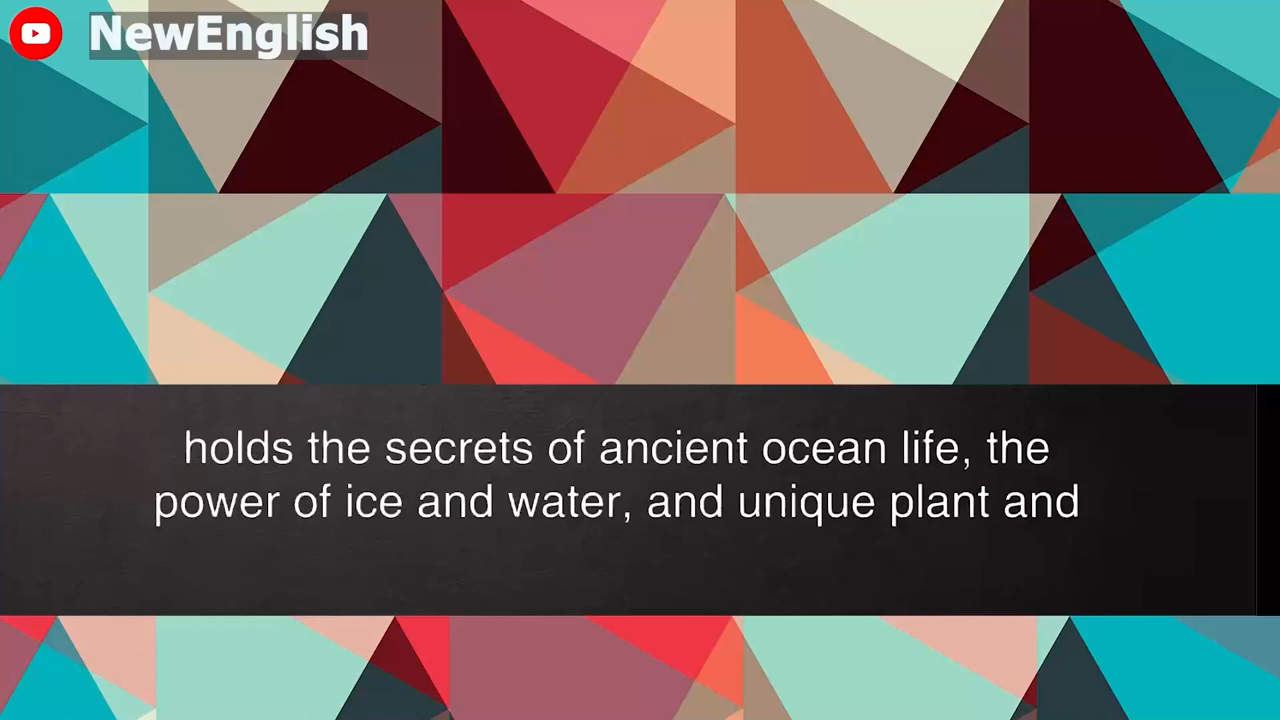 NewEnglish
holds the secrets of ancient ocean life, the
power of ice and water, and unique plant and